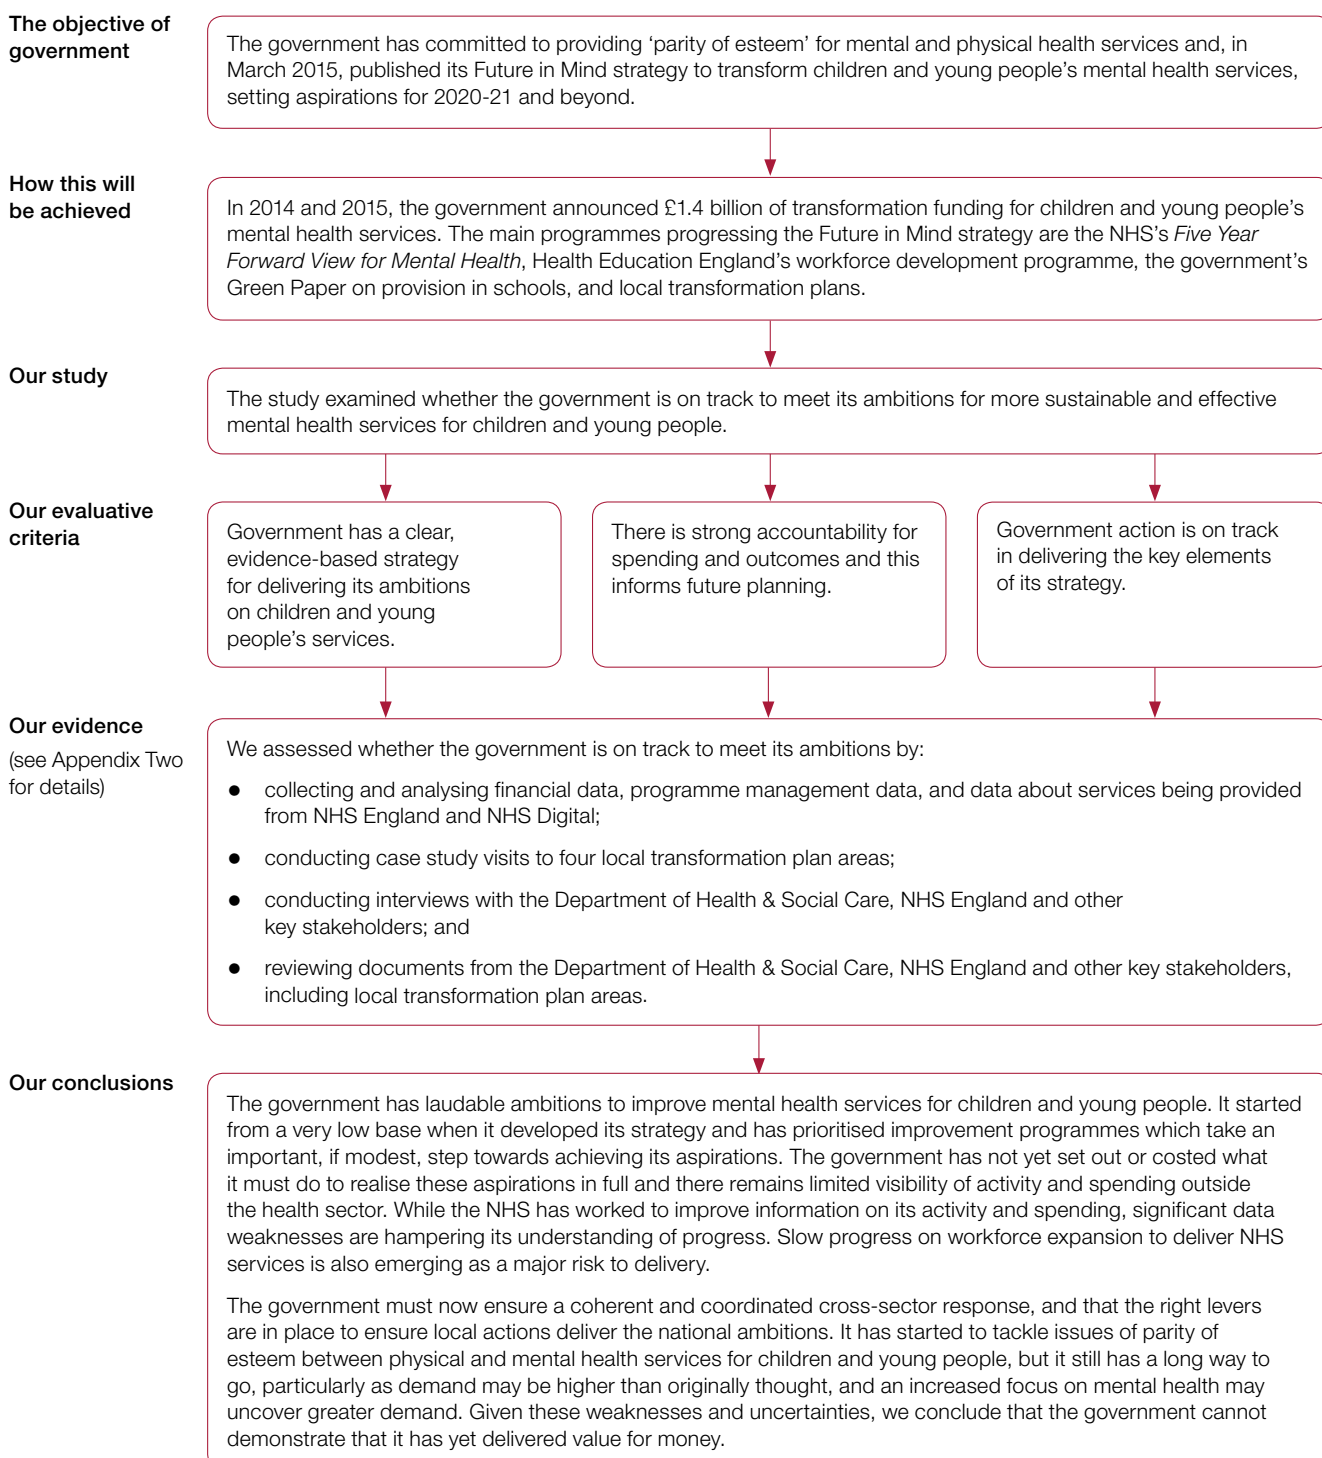 The objective of
government
The government has committed to providing ‘parity of esteem’ for mental and physical health services and, in
March 2015, published its Future in Mind strategy to transform children and young people’s mental health services,
setting aspirations for 2020-21 and beyond.
How this will
be achieved
In 2014 and 2015, the government announced £1.4 billion of transformation funding for children and young people’s
mental health services. The main programmes progressing the Future in Mind strategy are the NHS’s Five Year
Forward View for Mental Health, Health Education England’s workforce development programme, the government’s
Green Paper on provision in schools, and local transformation plans.
Our study
The study examined whether the government is on track to meet its ambitions for more sustainable and effective
mental health services for children and young people.
Our evaluative
criteria
Government has a clear,
evidence-based strategy
for delivering its ambitions
on children and young
people’s services.
There is strong accountability for
spending and outcomes and this
informs future planning.
Government action is on track
in delivering the key elements
of its strategy.
Our evidence
(see Appendix Two
for details)
We assessed whether the government is on track to meet its ambitions by:
● collecting and analysing financial data, programme management data, and data about services being provided
from NHS England and NHS Digital;
● conducting case study visits to four local transformation plan areas;
● conducting interviews with the Department of Health & Social Care, NHS England and other
key stakeholders; and
● reviewing documents from the Department of Health & Social Care, NHS England and other key stakeholders,
including local transformation plan areas.
Our conclusions
The government has laudable ambitions to improve mental health services for children and young people. It started
from a very low base when it developed its strategy and has prioritised improvement programmes which take an
important, if modest, step towards achieving its aspirations. The government has not yet set out or costed what
it must do to realise these aspirations in full and there remains limited visibility of activity and spending outside
the health sector. While the NHS has worked to improve information on its activity and spending, significant data
weaknesses are hampering its understanding of progress. Slow progress on workforce expansion to deliver NHS
services is also emerging as a major risk to delivery.
The government must now ensure a coherent and coordinated cross-sector response, and that the right levers
are in place to ensure local actions deliver the national ambitions. It has started to tackle issues of parity of
esteem between physical and mental health services for children and young people, but it still has a long way to
go, particularly as demand may be higher than originally thought, and an increased focus on mental health may
uncover greater demand. Given these weaknesses and uncertainties, we conclude that the government cannot
demonstrate that it has yet delivered value for money.